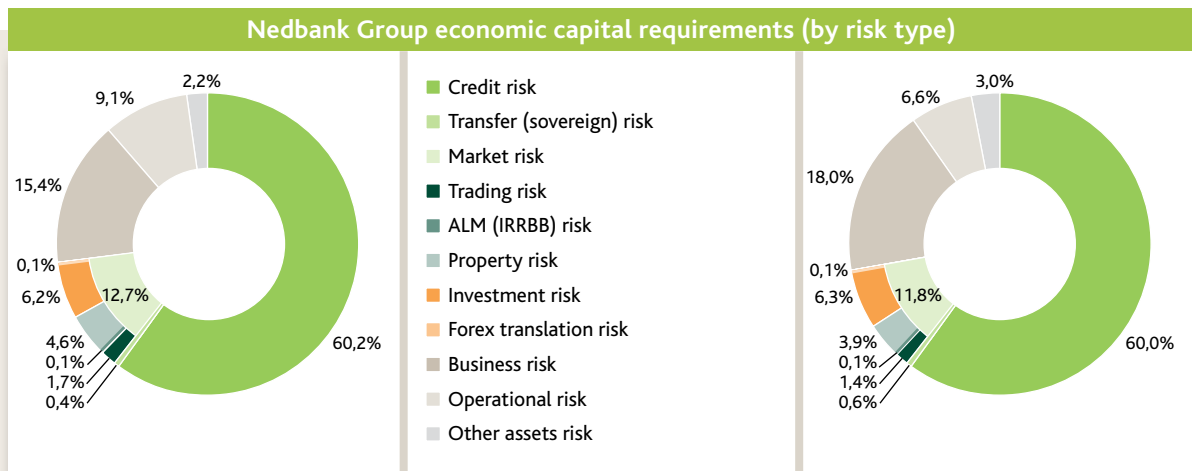 Nedbank Group economic capital requirements (by risk type)
2,2%
9,1%
15,4%
0,1%
6,2%
12,7%
4,6%
0,1%
1,7%
0,4%
60,2%
Credit risk
Transfer (sovereign) risk
Market risk
Trading risk
ALM (IRRBB) risk
Property risk
Investment risk
Forex translation risk
Business risk
Operational risk
Other assets risk
3,0%
6,6%
18,0%
0,1%
6,3%
11,8%
3,9%
0,1%
1,4%
0,6%
60,0%